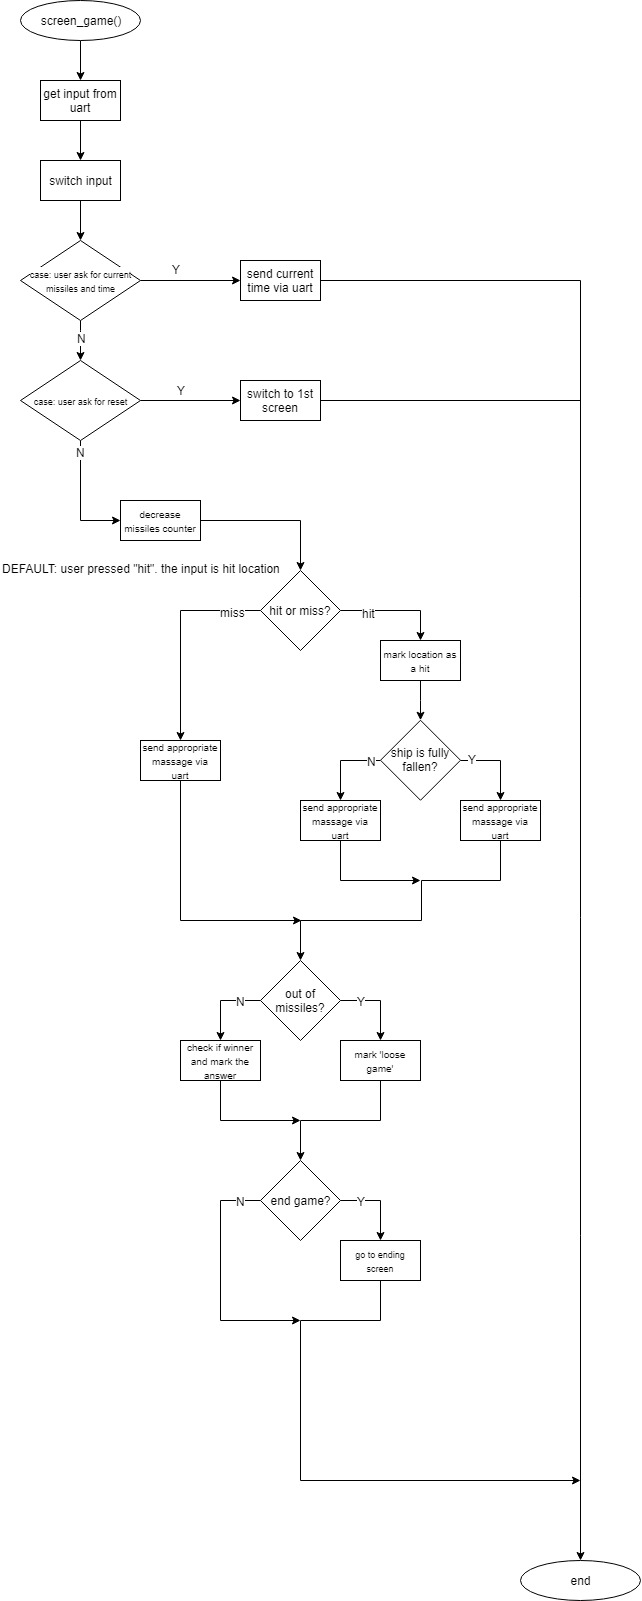 screen_game()
get input from
uart
switch input
case: user ask for current
missiles and time
Y
send current
time via uart
N
case: user ask for reset
Y
switch to 1st
screen
N
decrease
missiles counter
DEFAULT: user pressed "hit". the input is hit location
hit or miss?
miss
hit
mark location as
a hit
send appropriate
massage via
uart
ship is fully
fallen?
N
Y
send appropriate
massage via
uart
send appropriate
massage via
uart
out of
missiles?
N
Y
check if winner
and mark the
answer
mark 'loose
game'
end game?
N
Y
go to ending
screen
end